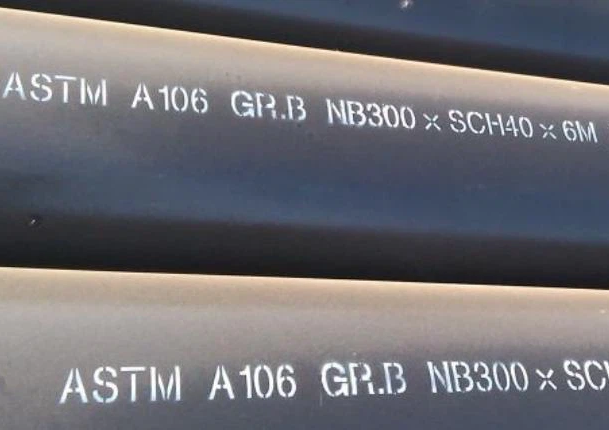 ASTM A106 GR.B NB300 x SCH40 x 6M
ASTM A106 GR.B NB300 x SC